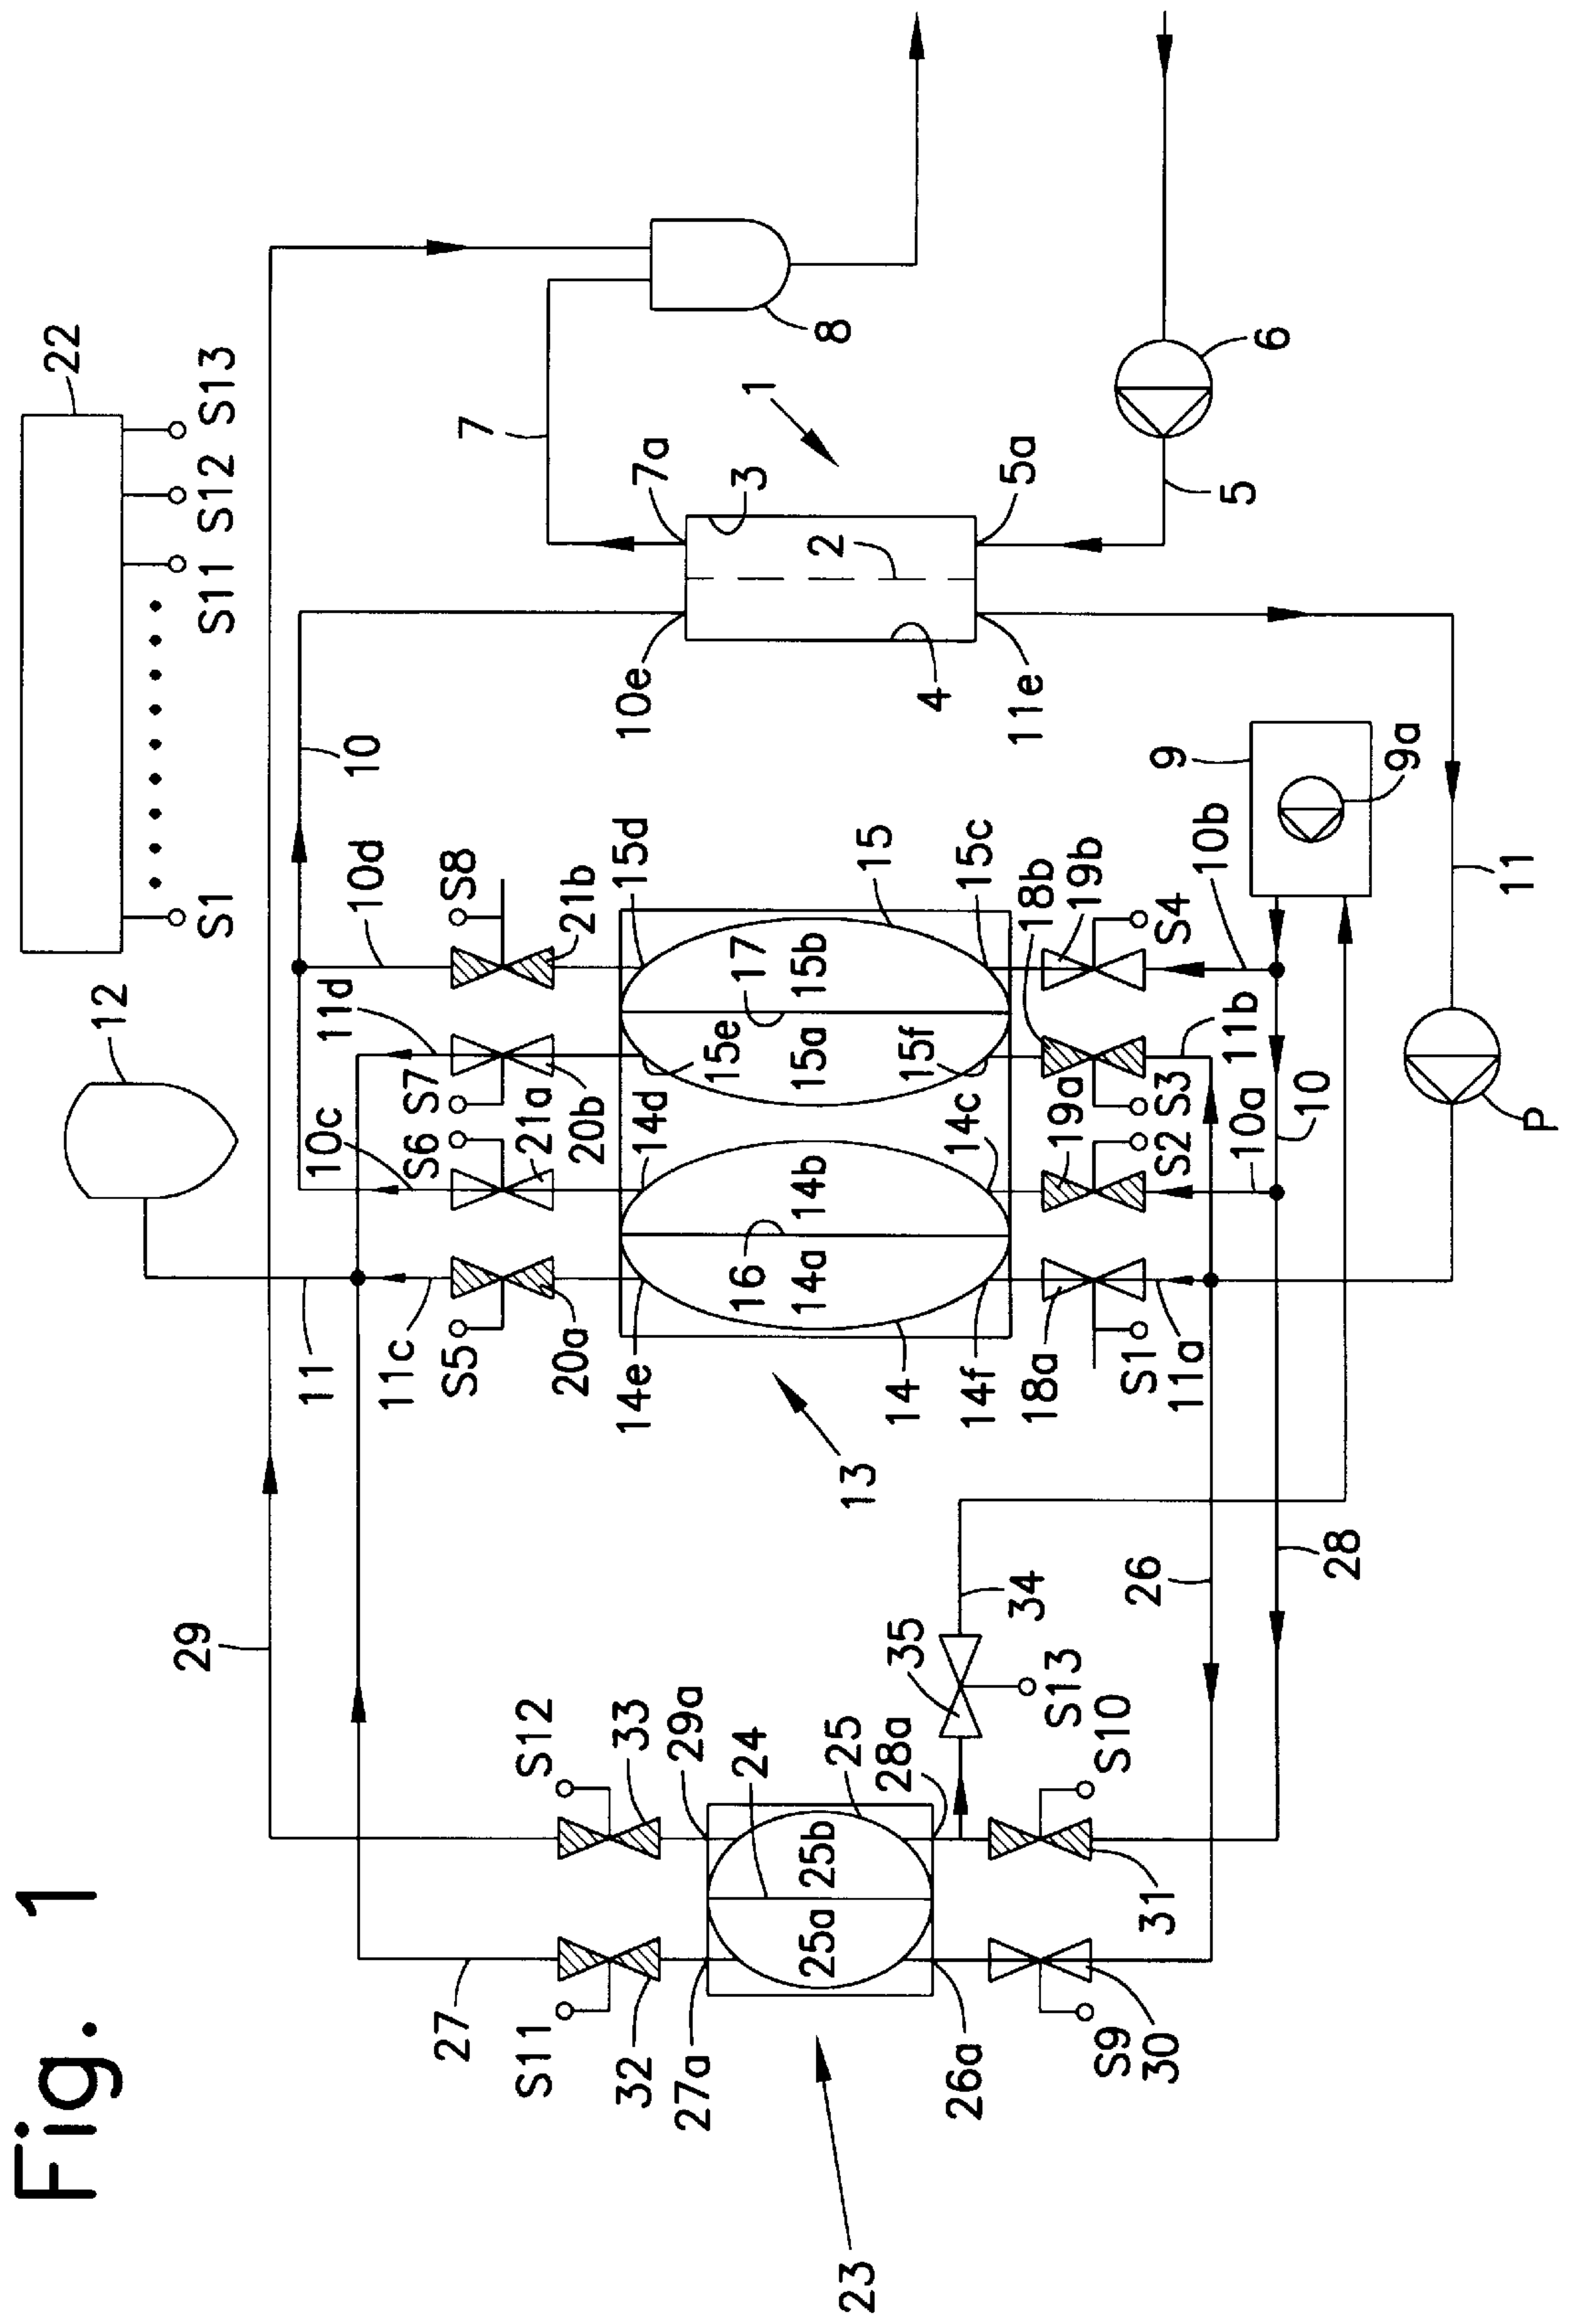 Fig. 1
22
S1
S11
S12
S13
12
29
10
7
8
11
11c
11d
10c
10d
27
S11
S12
32
33
S5
S6
S7
S8
20a
21a
20b
21b
27a
29a
14e
14d
15e
15d
10e
7a
1
3
2
24
25
25a
25b
16
14a
14b
17
15a
15b
14
15
4
23
13
26a
28a
14f
14c
15f
15c
11e
5a
6
35
34
S13
S9
30
S10
31
18a
S1
11a
19a
S2
10a
18b
S3
11b
19b
S4
10b
9
9a
5
26
28
10
11
P